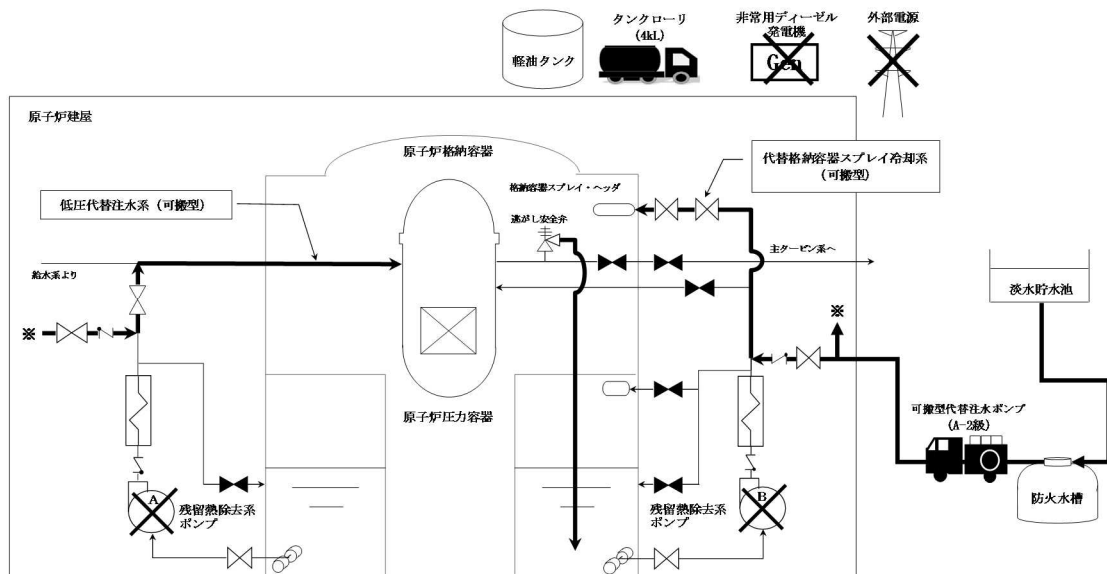 タンクローリ
(4kL)
非常用ディーゼル
発電機
外部電源
軽油タンク
Gen
原子炉建屋
原子炉格納容器
代替格納容器スプレイ冷却系
(可搬型)
格納容器スプレイ・ヘッダ
低圧代替注水系(可搬型)
逃がし安全弁
主タービン系へ
給水系より
淡水貯水池
※
※
原子炉圧力容器
可搬型代替注水ポンプ
(A-2級)
防火水槽
A
残留熱除去系
ポンプ
残留熱除去系
ポンプ
B